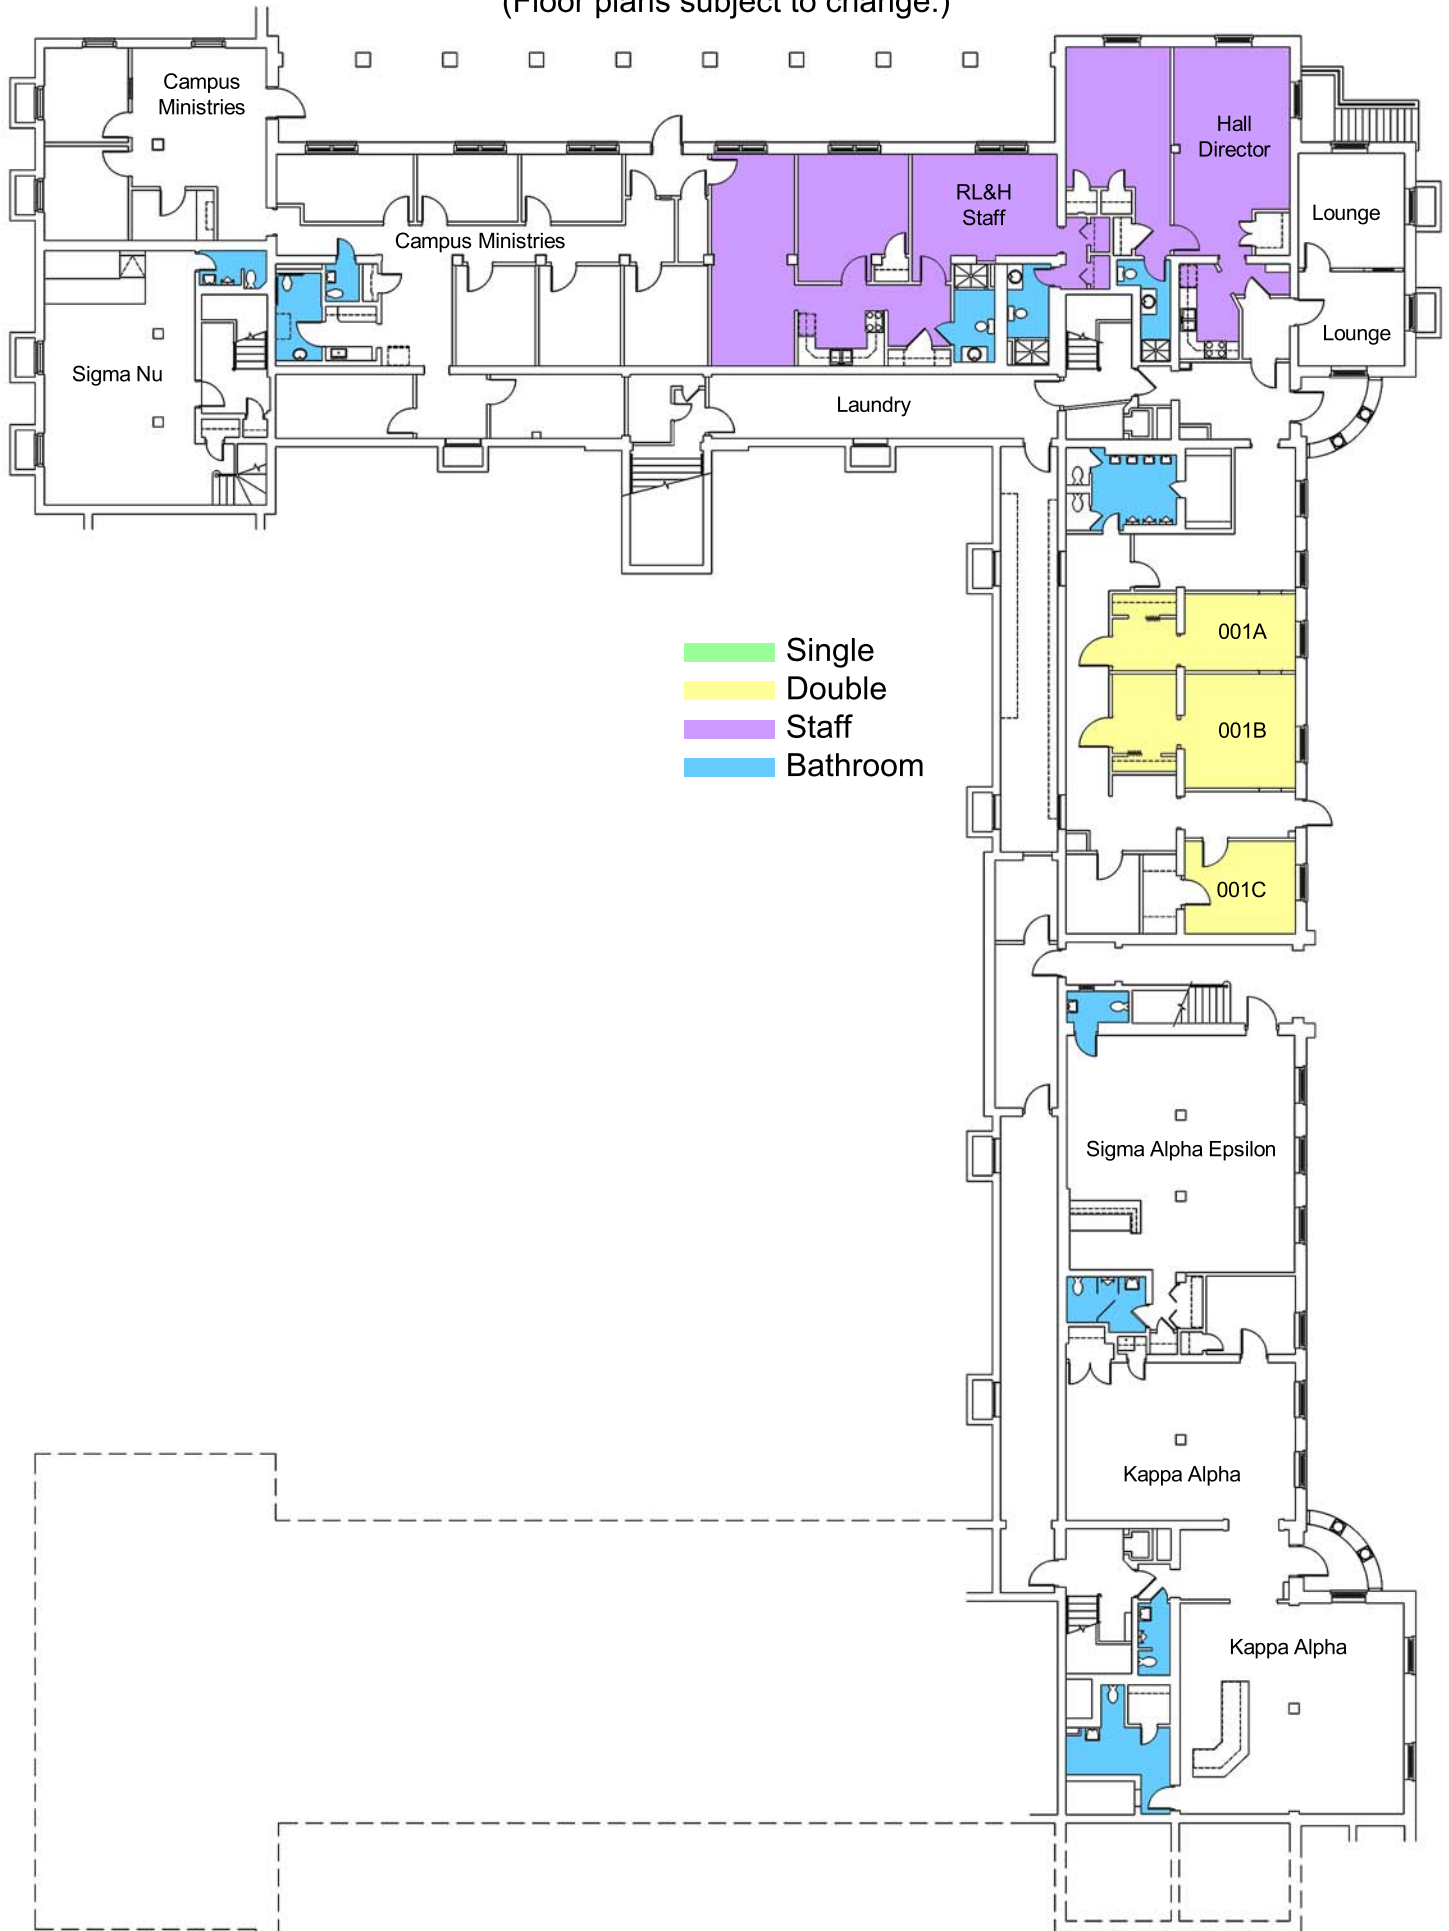 (Floor plans subject to change.)
Campus
Ministries
Hall
Director
RL&H
Staff
Lounge
Campus Ministries
Lounge
Sigma Nu
Laundry
001A
Single
Double
Staff
Bathroom
001B
001C
Sigma Alpha Epsilon
Kappa Alpha
Kappa Alpha